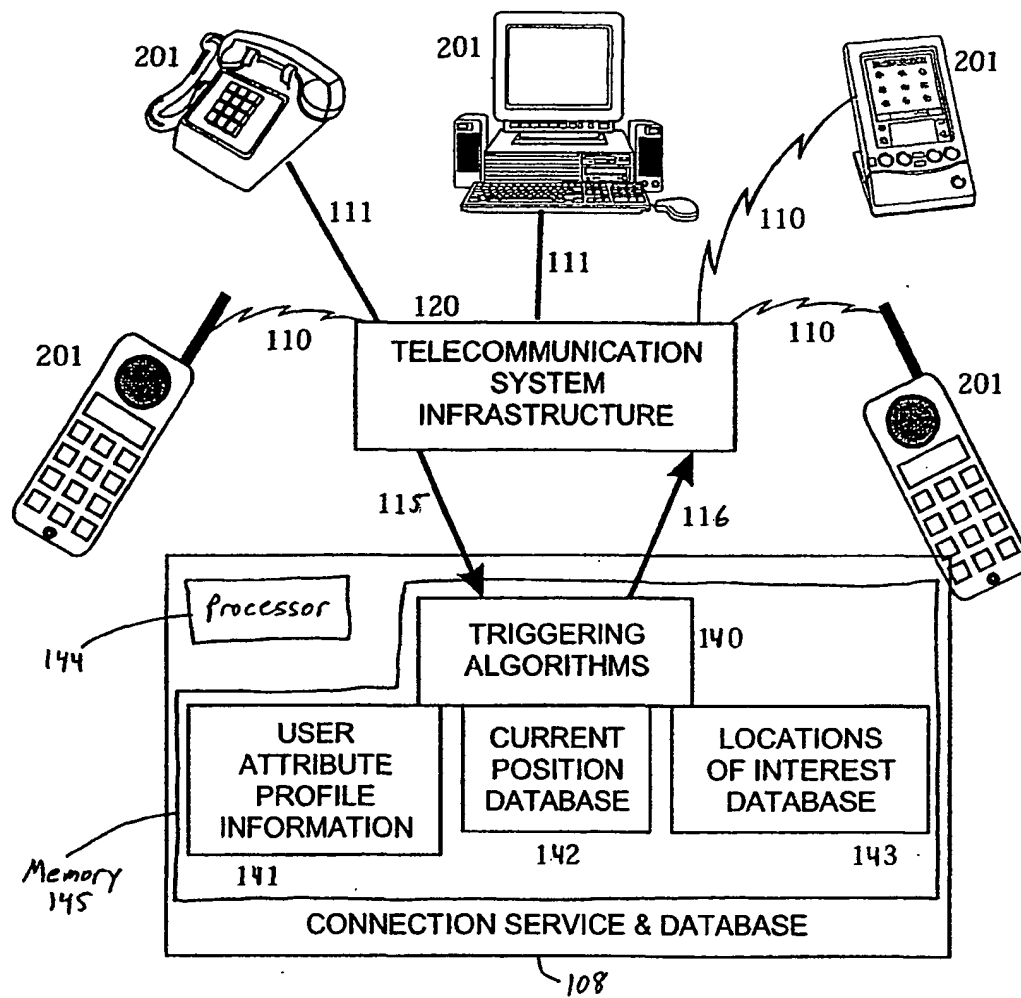 201
201
201
111
111
110
120
201
110
110
201
TELECOMMUNICATION
SYSTEM
INFRASTRUCTURE
115
116
Processor
144
TRIGGERING
ALGORITHMS
140
USER
ATTRIBUTE
PROFILE
INFORMATION
CURRENT
POSITION
DATABASE
LOCATIONS
OF INTEREST
DATABASE
Memory
145
141
142
143
CONNECTION SERVICE & DATABASE
108